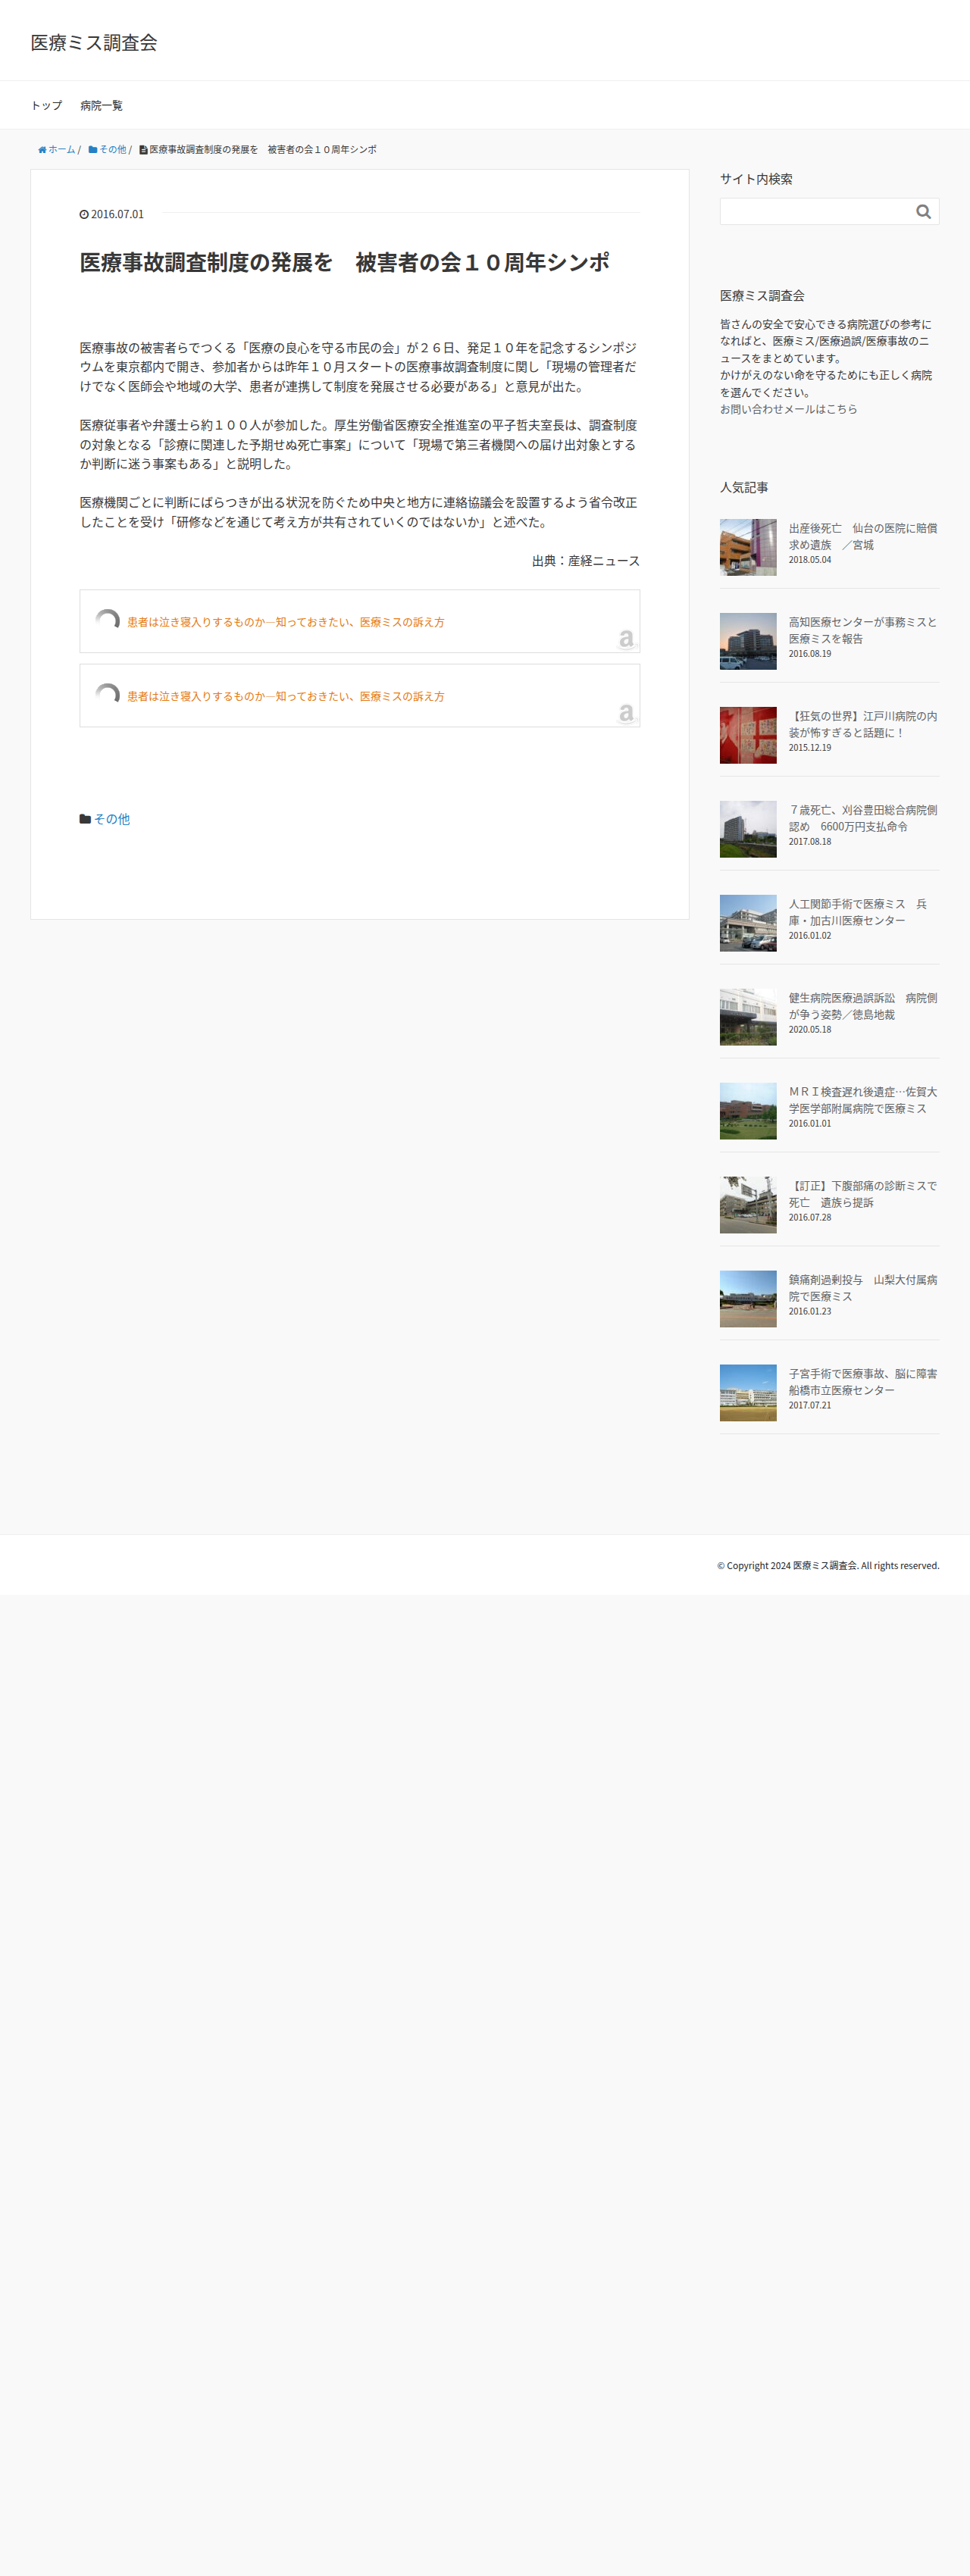 医療ミス調査会
トップ 病院一覧
ホーム / その他 / 医療事故調査制度の発展を　被害者の会１０周年シンポ
2016.07.01
医療事故調査制度の発展を　被害者の会１０周年シンポ
医療事故の被害者らでつくる「医療の良心を守る市民の会」が２６日、発足１０年を記念するシンポジ
ウムを東京都内で開き、参加者からは昨年１０月スタートの医療事故調査制度に関し「現場の管理者だ
けでなく医師会や地域の大学、患者が連携して制度を発展させる必要がある」と意見が出た。
医療従事者や弁護士ら約１００人が参加した。厚生労働省医療安全推進室の平子哲夫室長は、調査制度
の対象となる「診療に関連した予期せぬ死亡事案」について「現場で第三者機関への届け出対象とする
か判断に迷う事案もある」と説明した。
医療機関ごとに判断にばらつきが出る状況を防ぐため中央と地方に連絡協議会を設置するよう省令改正
したことを受け「研修などを通じて考え方が共有されていくのではないか」と述べた。
出典：産経ニュース
患者は泣き寝入りするものか―知っておきたい、医療ミスの訴え方
a
患者は泣き寝入りするものか―知っておきたい、医療ミスの訴え方
a
その他
サイト内検索
医療ミス調査会
皆さんの安全で安心できる病院選びの参考に
なればと、医療ミス/医療過誤/医療事故のニ
ュースをまとめています。
かけがえのない命を守るためにも正しく病院
を選んでください。
お問い合わせメールはこちら
人気記事
出産後死亡　仙台の医院に賠償
求め遺族　／宮城
2018.05.04
高知医療センターが事務ミスと
医療ミスを報告
2016.08.19
【狂気の世界】江戸川病院の内
装が怖すぎると話題に！
2015.12.19
７歳死亡、刈谷豊田総合病院側
認め　6600万円支払命令
2017.08.18
人工関節手術で医療ミス　兵
庫・加古川医療センター
2016.01.02
健生病院医療過誤訴訟　病院側
が争う姿勢／徳島地裁
2020.05.18
ＭＲＩ検査遅れ後遺症…佐賀大
学医学部附属病院で医療ミス
2016.01.01
【訂正】下腹部痛の診断ミスで
死亡　遺族ら提訴
2016.07.28
鎮痛剤過剰投与　山梨大付属病
院で医療ミス
2016.01.23
子宮手術で医療事故、脳に障害
船橋市立医療センター
2017.07.21
© Copyright 2024 医療ミス調査会. All rights reserved.